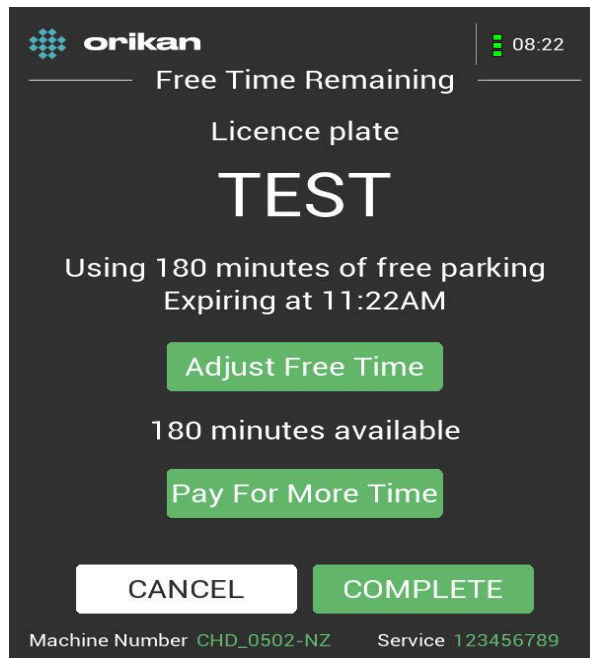 orikan
08:22
Free Time Remaining
Licence plate
TEST
Using 180 minutes of free parking
Expiring at 11:22AM
Adjust Free Time
180 minutes available
Pay For More Time
CANCEL
COMPLETE
Machine Number CHD_0502-NZ Service 123456789